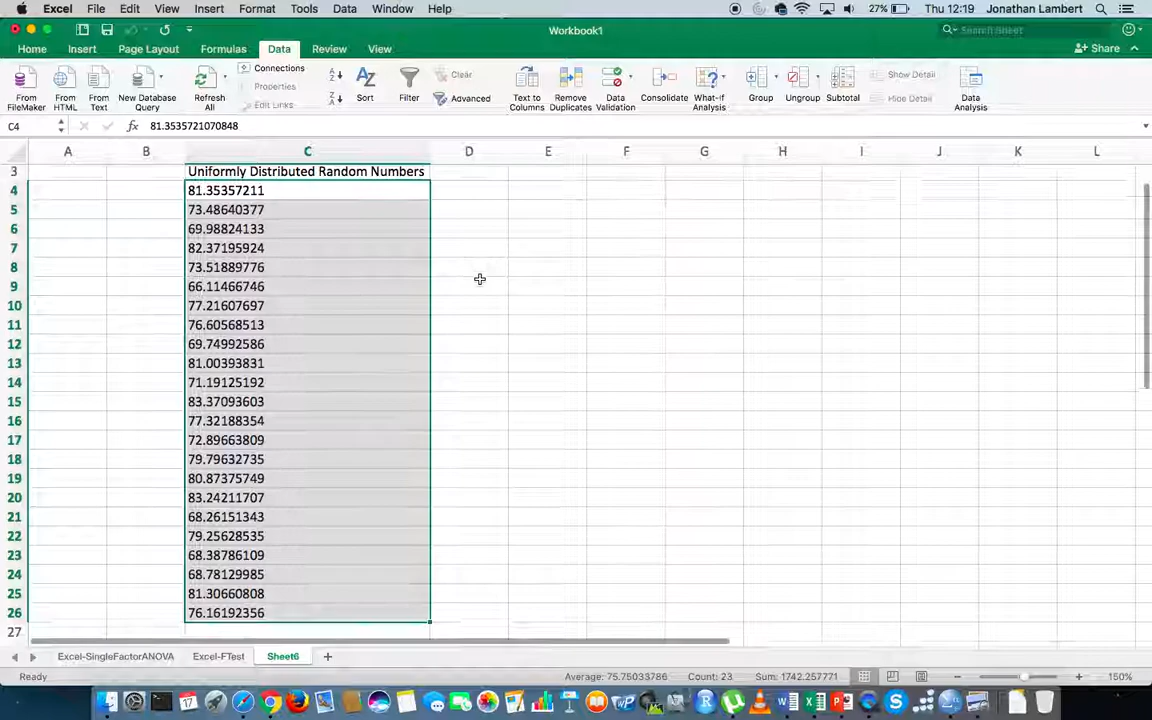 Excel File Edit View Insert Format Tools Data Window Help 27% Thu 12:19 Jonathan Lambert
Workbook1 Search Sheet
Home Insert Page Layout Formulas Data Review View Share
From FileMaker From HTML From Text New Database Query Refresh All Connections Properties Edit Links Sort Filter Clear Advanced Text to Columns Remove Duplicates Data Validation Consolidate What-If Analysis Group Ungroup Subtotal Show Detail Hide Detail Data Analysis
C4 fx 81.3535721070848
A B C D E F G H I J K L
3 Uniformly Distributed Random Numbers
4 81.35357211
5 73.48640377
6 69.98824133
7 82.37195924
8 73.51889776
9 66.11466746
10 77.21607697
11 76.60568513
12 69.74992586
13 81.00393831
14 71.19125192
15 83.37093603
16 77.32188354
17 72.89663809
18 79.79632735
19 80.87375749
20 83.24211707
21 68.26151343
22 79.25628535
23 68.38786109
24 68.78129985
25 81.30660808
26 76.16192356
27
Excel-SingleFactorANOVA Excel-FTest Sheet6 +
Ready Average: 75.75033786 Count: 23 Sum: 1742.257771 150%